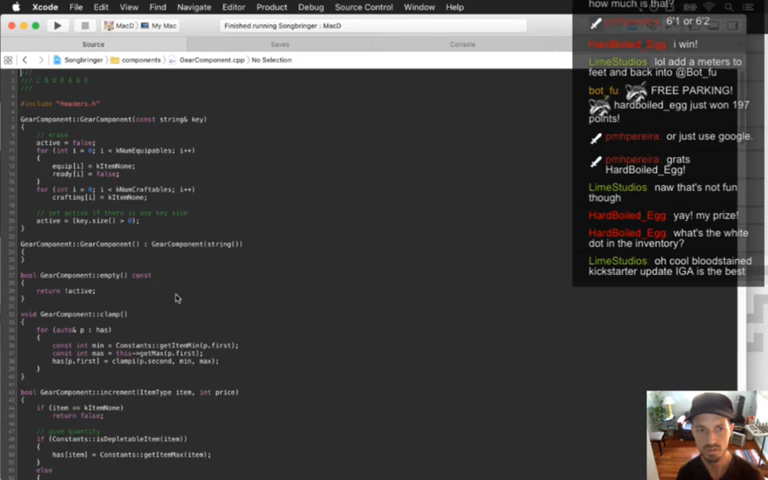 Xcode File Edit View Find Navigate Editor Product Debug Source Control Window Help
MacD My Mac
Finished running Songbringer : MacD
Source
Saves
Console
Songbringer components GearComponent.cpp No Selection
///
/// C O U R A G E
///
#include "Headers.h"
GearComponent::GearComponent(const string& key)
{
// erase
active = false;
for (int i = 0; i < kNumEquipables; i++)
{
equip[i] = kItemNone;
ready[i] = false;
}
for (int i = 0; i < kNumCraftables; i++)
crafting[i] = kItemNone;
// set active if there is any key size
active = (key.size() > 0);
}
GearComponent::GearComponent() : GearComponent(string())
{
}
bool GearComponent::empty() const
{
return !active;
}
void GearComponent::clamp()
{
for (auto& p : has)
{
const int min = Constants::getItemMin(p.first);
const int max = this->getMax(p.first);
has[p.first] = clampi(p.second, min, max);
}
}
bool GearComponent::increment(ItemType item, int price)
{
if (item == kItemNone)
return false;
// give quantity
if (Constants::isDepletableItem(item))
{
has[item] = Constants::getItemMax(item);
}
else
how much is that?
pmhpereira 6'1 or 6'2
HardBoiled_Egg i win!
LimeStudios lol add a meters to
feet and back into @Bot_fu
bot_fu FREE PARKING!
hardboiled_egg just won 197
points!
pmhpereira or just use google.
pmhpereira grats
HardBoiled_Egg!
LimeStudios naw that's not fun
though
HardBoiled_Egg yay! my prize!
HardBoiled_Egg what's the white
dot in the inventory?
LimeStudios oh cool bloodstained
kickstarter update IGA is the best